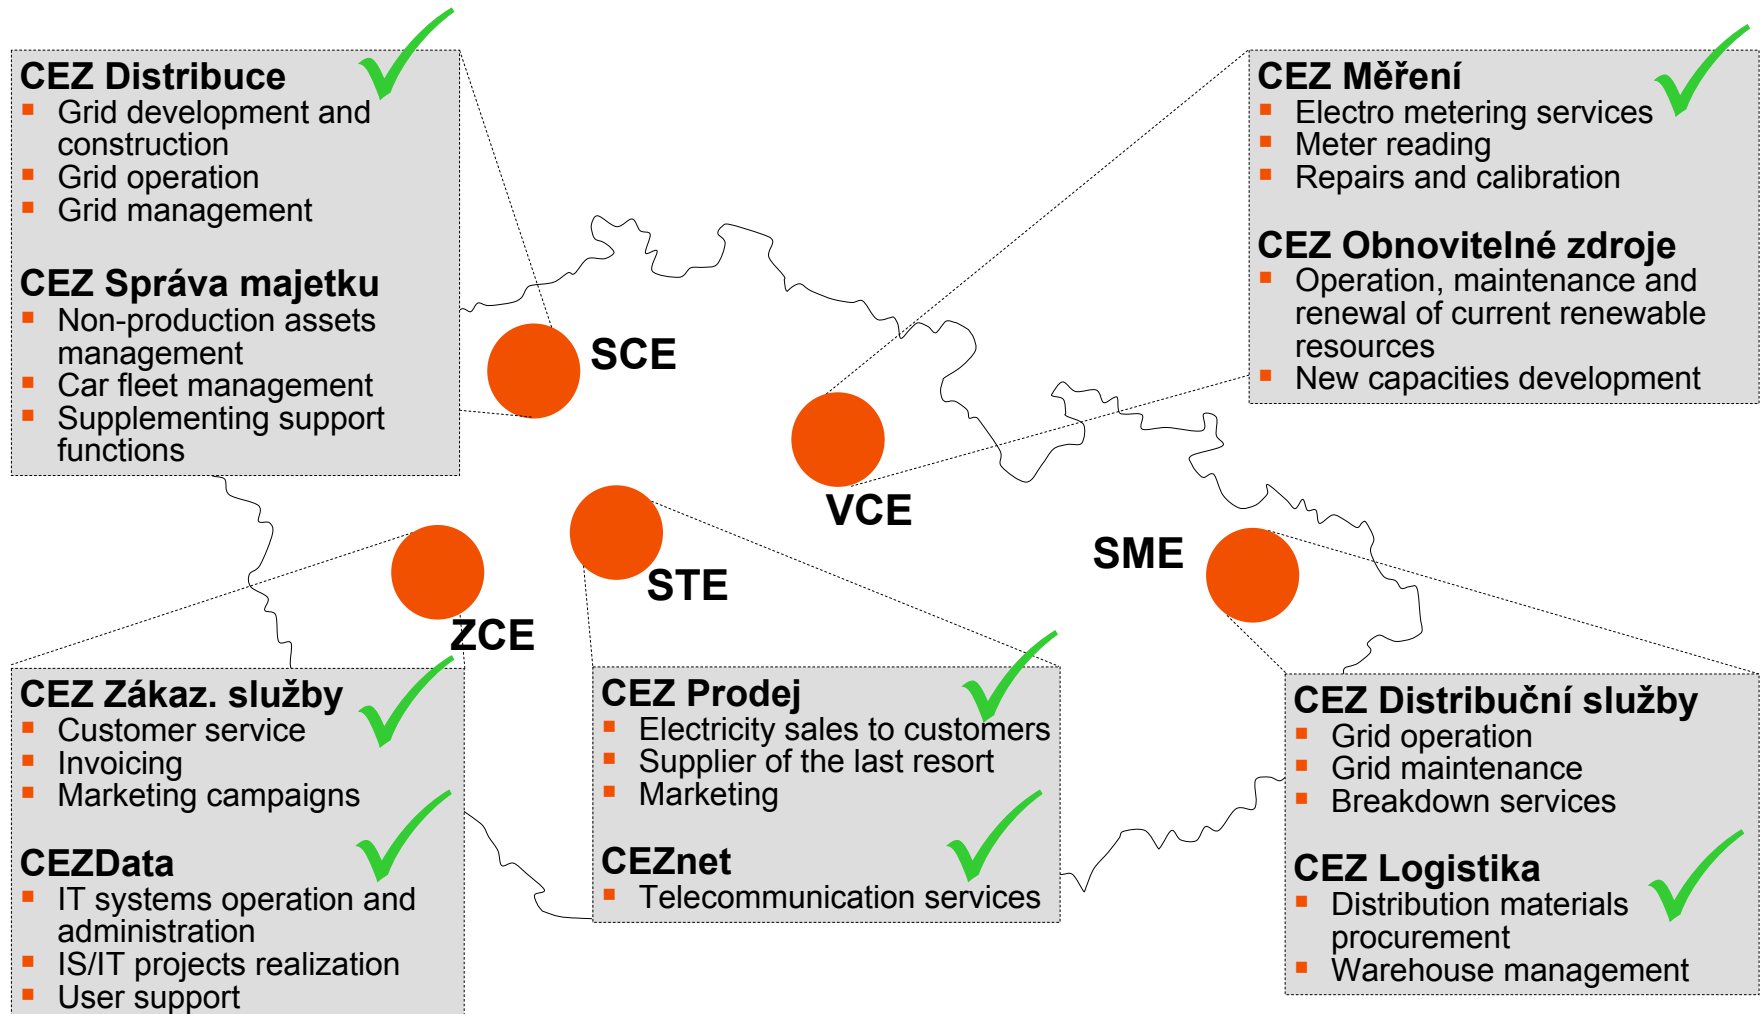 CEZ Distribuce
Grid development and
construction
Grid operation
Grid management
CEZ Správa majetku
Non-production assets
management
Car fleet management
Supplementing support
functions
CEZ Měření
Electro metering services
Meter reading
Repairs and calibration
CEZ Obnovitelné zdroje
Operation, maintenance and
renewal of current renewable
resources
New capacities development
SCE
VCE
STE
SME
ZCE
CEZ Zákaz. služby
Customer service
Invoicing
Marketing campaigns
CEZData
IT systems operation and
administration
IS/IT projects realization
User support
CEZ Prodej
Electricity sales to customers
Supplier of the last resort
Marketing
CEZnet
Telecommunication services
CEZ Distribuční služby
Grid operation
Grid maintenance
Breakdown services
CEZ Logistika
Distribution materials
procurement
Warehouse management